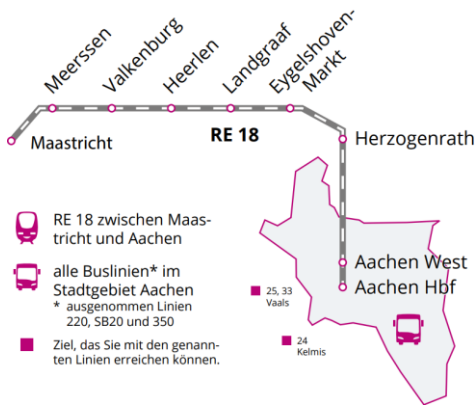 Meerssen
Valkenburg
Heerlen
Landgraaf
Eygelshoven-
Markt
Maastricht
RE 18
Herzogenrath
RE 18 zwischen Maas-
tricht und Aachen
alle Buslinien* im
Stadtgebiet Aachen
* ausgenommen Linien
220, SB20 und 350
Ziel, das Sie mit den genann-
ten Linien erreichen können.
Aachen West
Aachen Hbf
25, 33
Vaals
24
Kelmis